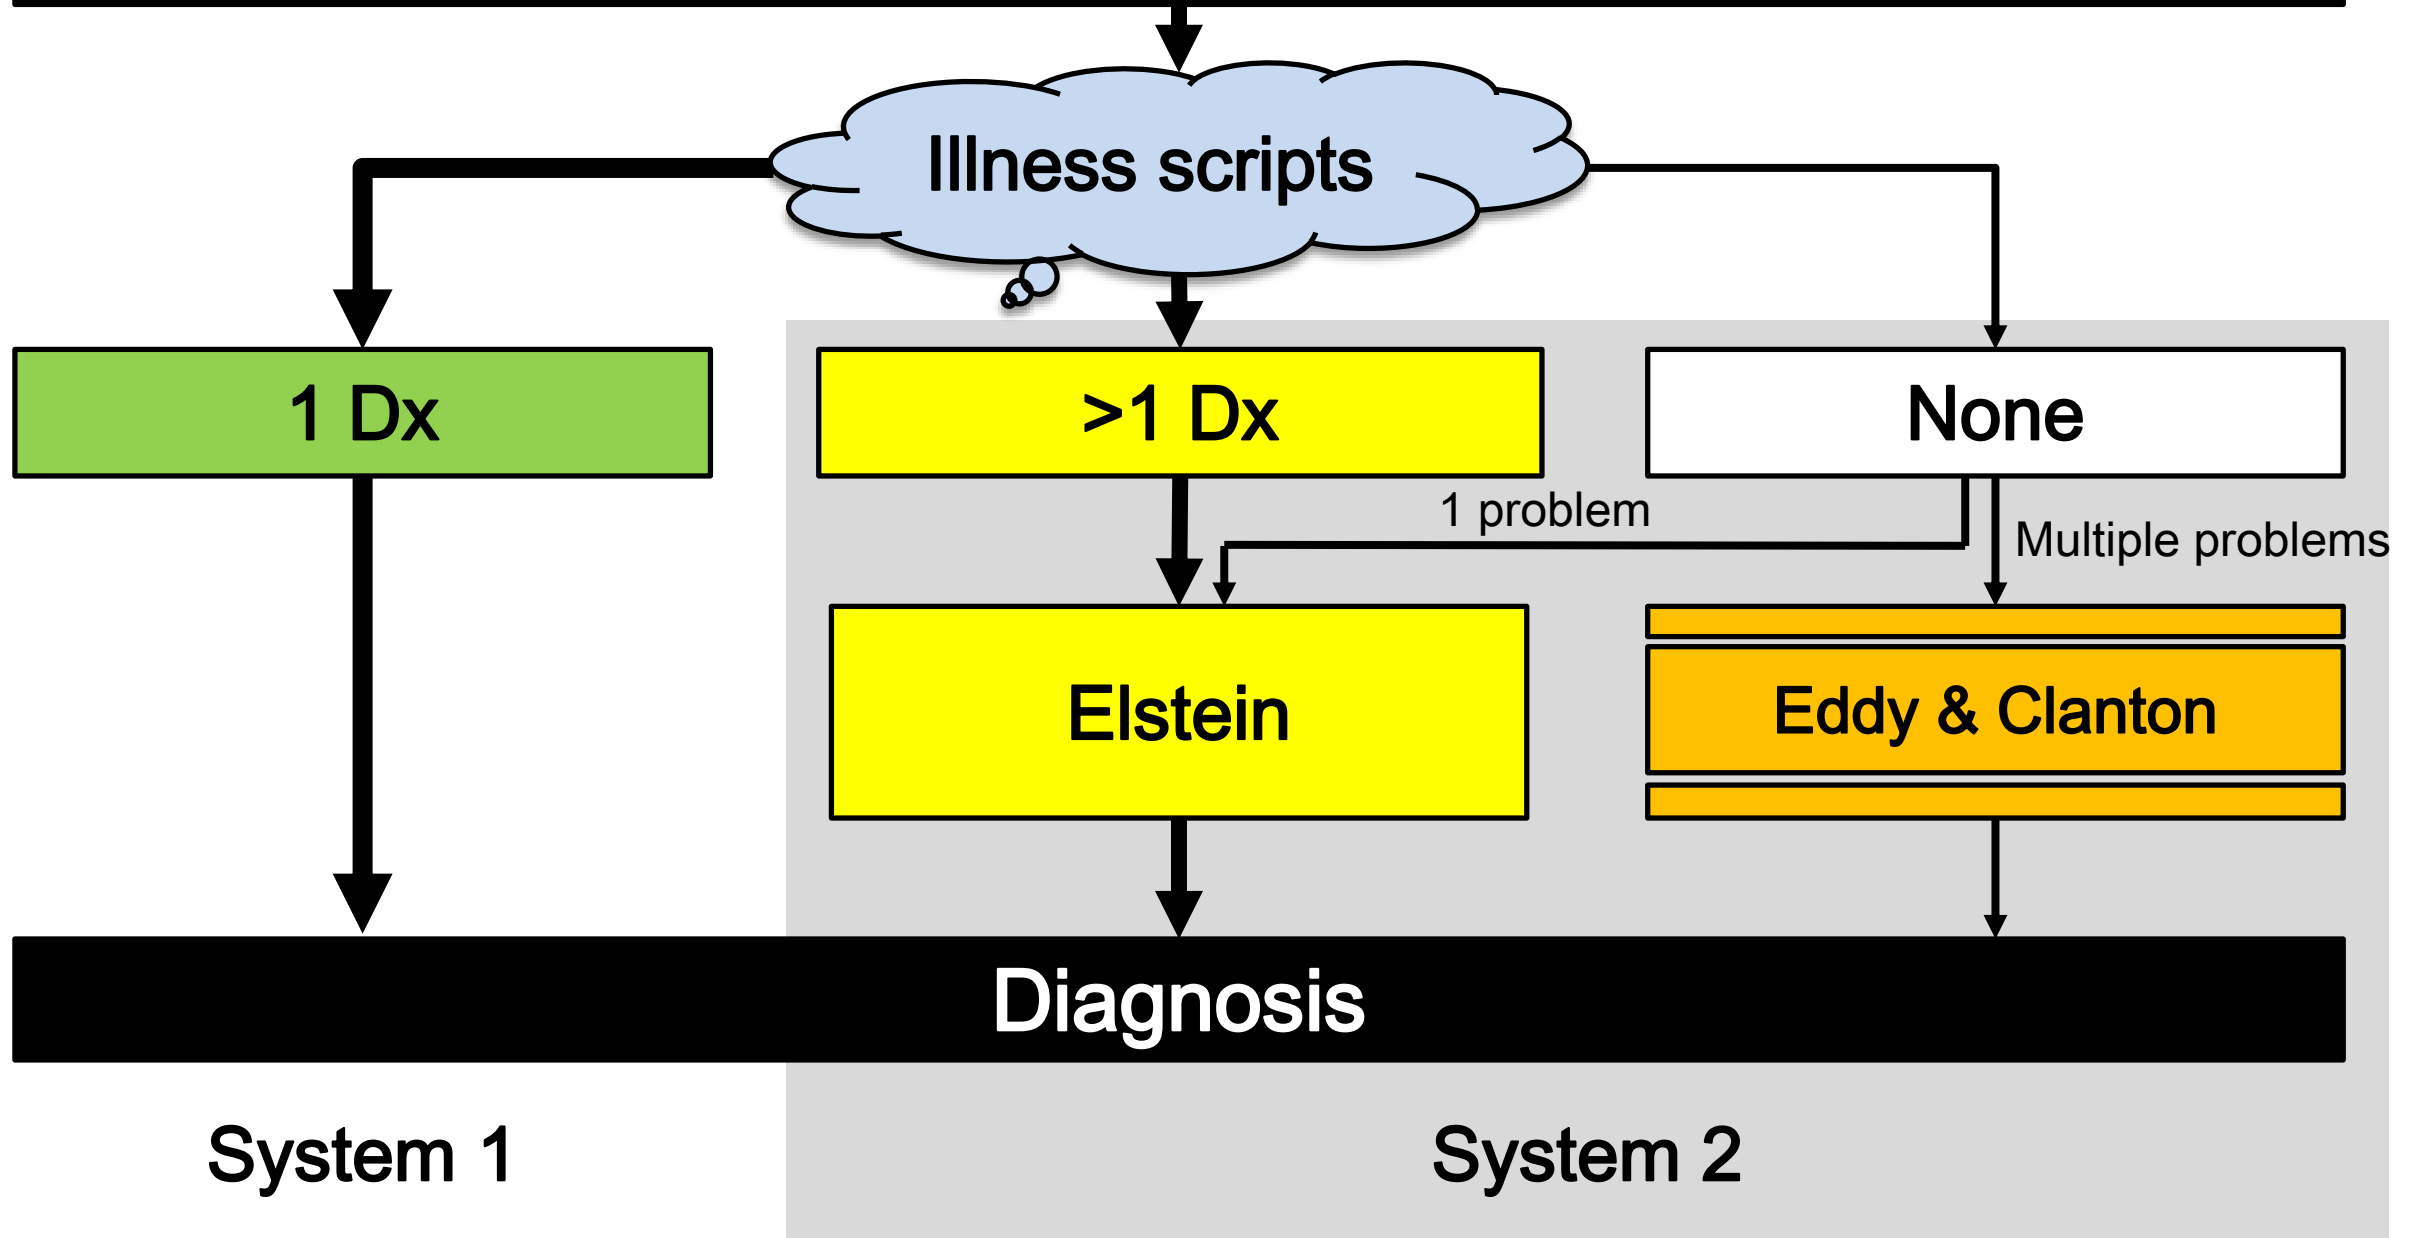 Illness scripts
1 Dx
>1 Dx
None
1 problem
Multiple problems
Elstein
Eddy & Clanton
Diagnosis
System 1
System 2